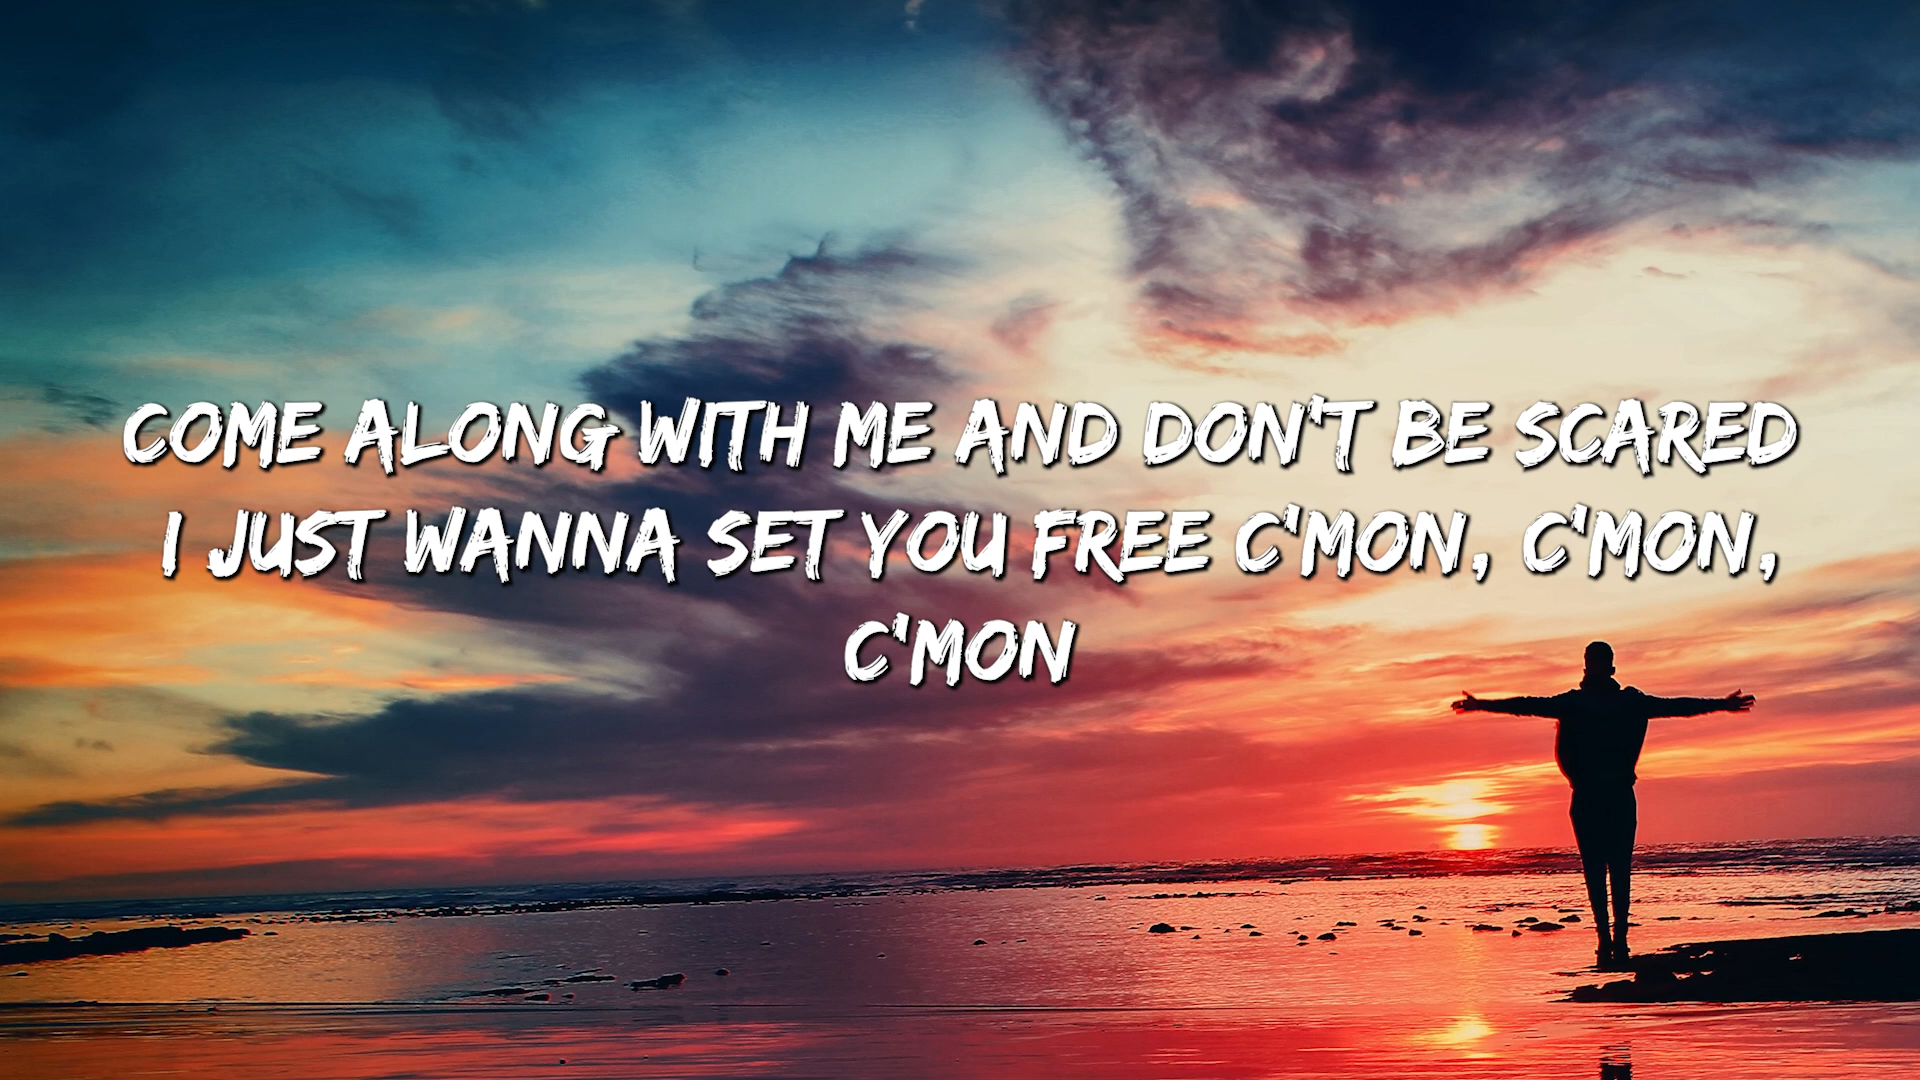 COME ALONG WITH ME AND DON'T BE SCARED
I JUST WANNA SET YOU FREE C'MON, C'MON,
C'MON